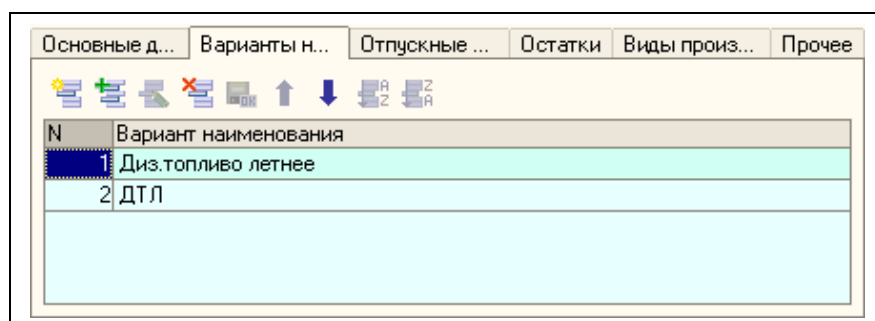 Основные д... Варианты н... Отпускные ... Остатки Виды произ... Прочее
N Вариант наименования
1 Диз.топливо летнее
2 ДТЛ